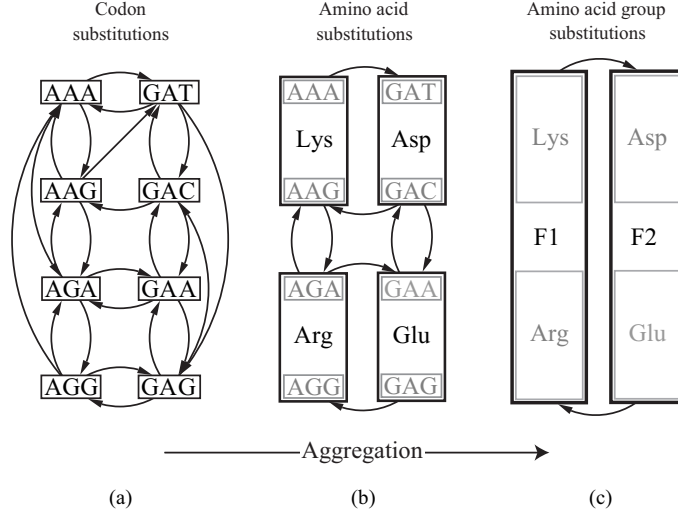 Codon
substitutions
Amino acid
substitutions
Amino acid group
substitutions
AAA GAT
AAG GAC
AGA GAA
AGG GAG
AAA GAT
Lys Asp
AAG GAC
AGA GAA
Arg Glu
AGG GAG
Lys Asp
F1 F2
Arg Glu
Aggregation
(a) (b) (c)